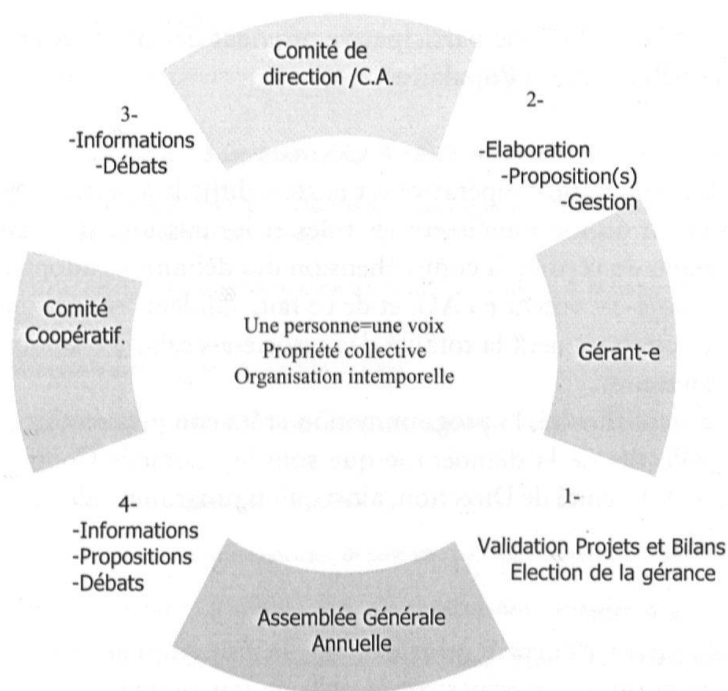 Comité de
direction /C.A.
3-
-Informations
-Débats
2-
-Elaboration
-Proposition(s)
-Gestion
Comité
Coopératif.
Une personne=une voix
Propriété collective
Organisation intemporelle
Gérant-e
4-
-Informations
-Propositions
-Débats
1-
Validation Projets et Bilans
Election de la gérance
Assemblée Générale
Annuelle